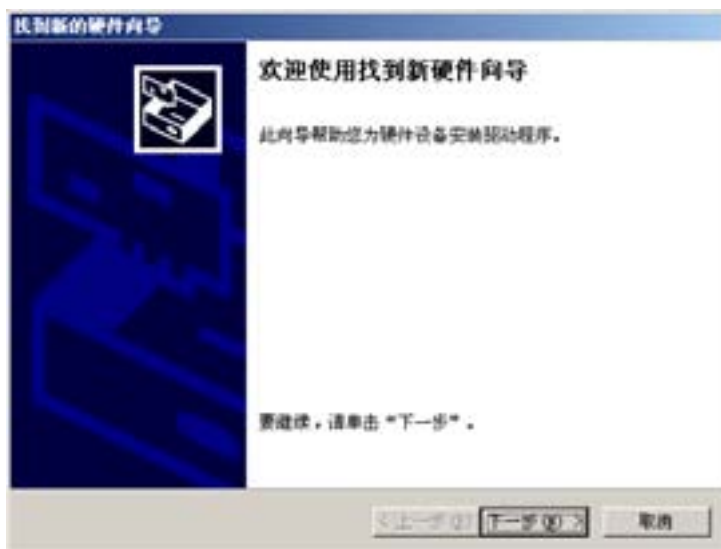 找到新的硬件向导
欢迎使用找到新硬件向导
此向导帮助您为硬件设备安装驱动程序。
要继续，请单击“下一步”。
<上一步(B) 下一步(N) > 取消